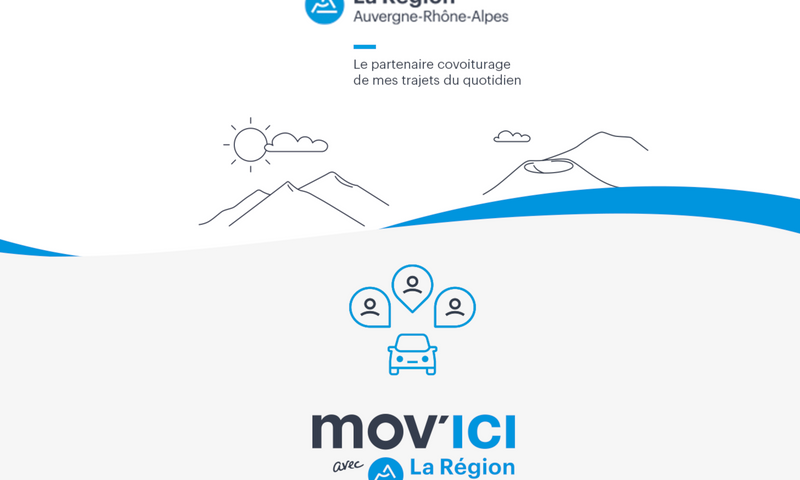 La Région
Auvergne-Rhône-Alpes
Le partenaire covoiturage
de mes trajets du quotidien
mov'ICI
avec La Région